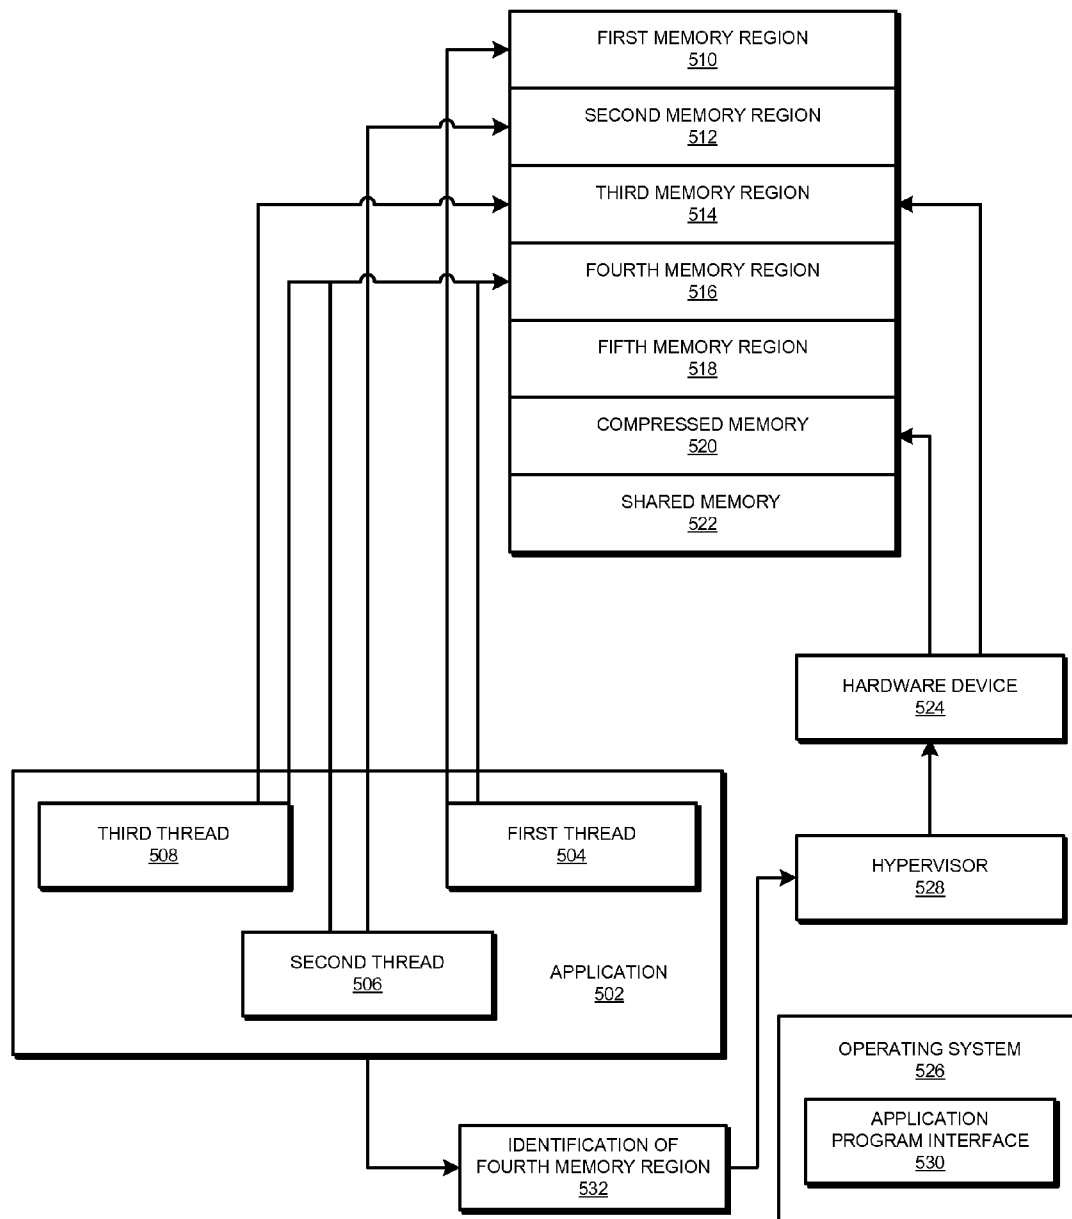 FIRST MEMORY REGION
510
SECOND MEMORY REGION
512
THIRD MEMORY REGION
514
FOURTH MEMORY REGION
516
FIFTH MEMORY REGION
518
COMPRESSED MEMORY
520
SHARED MEMORY
522
HARDWARE DEVICE
524
THIRD THREAD
508
FIRST THREAD
504
HYPERVISOR
528
SECOND THREAD
506
APPLICATION
502
OPERATING SYSTEM
526
APPLICATION
PROGRAM INTERFACE
530
IDENTIFICATION OF
FOURTH MEMORY REGION
532